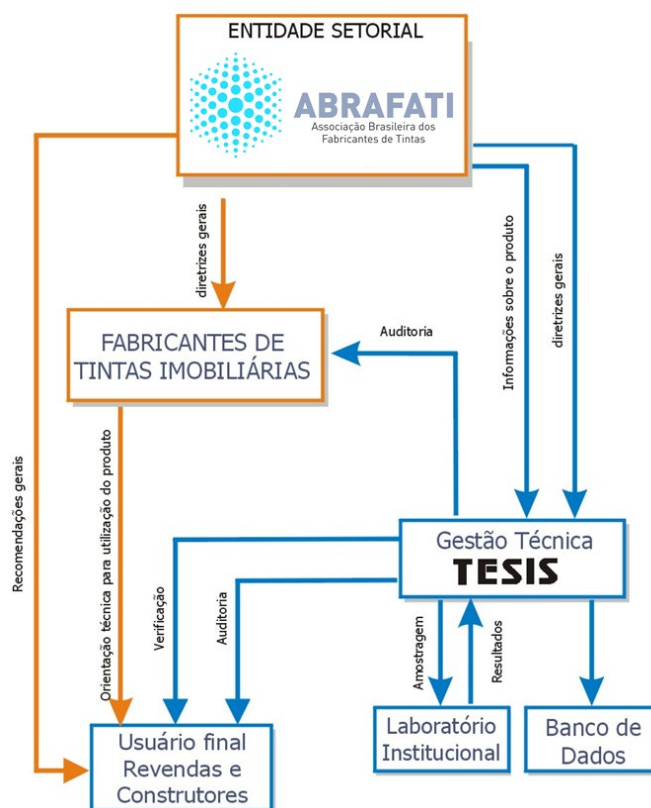 ENTIDADE SETORIAL
ABRAFATI
Associação Brasileira dos
Fabricantes de Tintas
diretrizes gerais
Informações sobre o produto
diretrizes gerais
FABRICANTES DE
TINTAS IMOBILIÁRIAS
Auditoria
Recomendações gerais
Orientação técnica para utilização do produto
Gestão Técnica
TESIS
Verificação
Auditoria
Amostragem
Resultados
Usuário final
Revendas e
Construtores
Laboratório
Institucional
Banco de
Dados